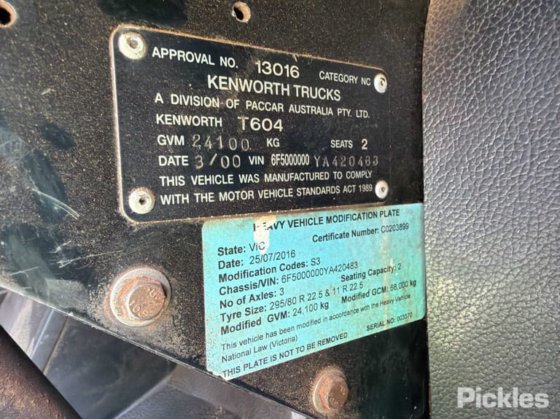 APPROVAL NO. 13016 CATEGORY NC
KENWORTH TRUCKS
A DIVISION OF PACCAR AUSTRALIA PTY. LTD.
KENWORTH T604
GVM 24100 KG SEATS 2
DATE 3/00 VIN 6F5000000YA420483
THIS VEHICLE WAS MANUFACTURED TO COMPLY
WITH THE MOTOR VEHICLE STANDARDS ACT 1989
HEAVY VEHICLE MODIFICATION PLATE
State: VIC Certificate Number: C0203899
Date: 25/07/2016
Modification Codes: S3
Chassis/VIN: 6F5000000YA420483
No of Axles: 3 Seating Capacity: 2
Tyre Size: 295/80 R 22.5 & 11 R 22.5
Modified GVM: 24,100 kg Modified GCM: 68,000 kg
This vehicle has been modified in accordance with the Heavy Vehicle
National Law (Victoria)
THIS PLATE IS NOT TO BE REMOVED SERIAL NO: 003570
Pickles